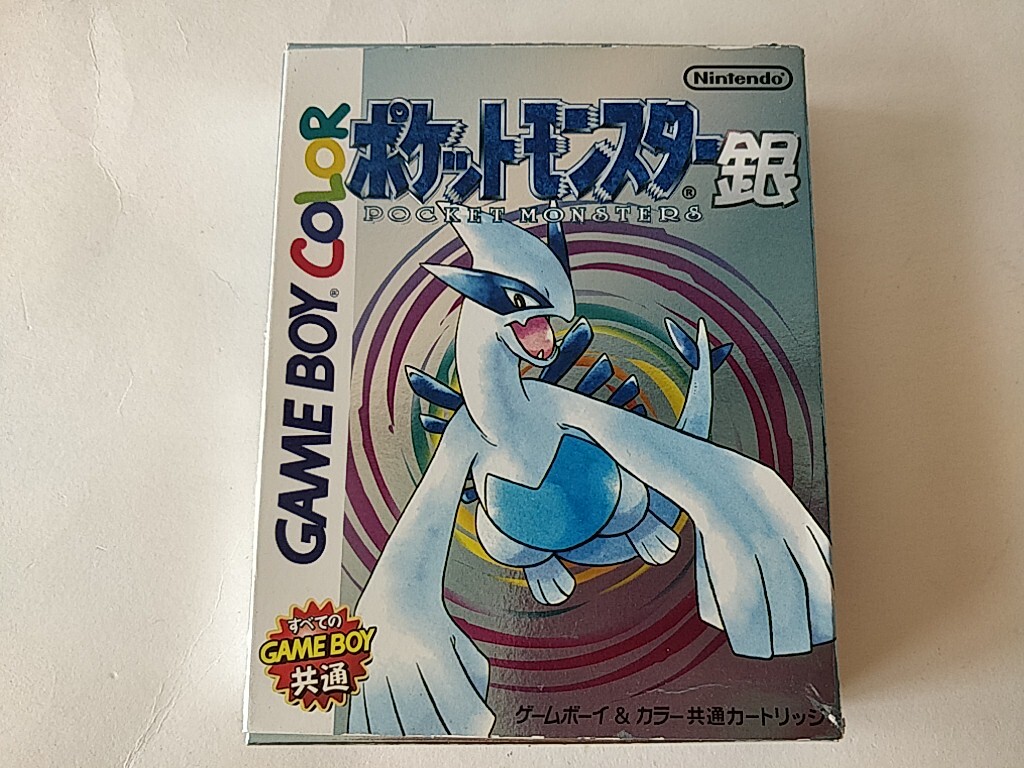 Nintendo®
ポケットモンスター銀
®
POCKET MONSTERS
GAME BOY® COLOR
すべての
GAME BOY
共通
ゲームボーイ & カラー共通カートリッジ